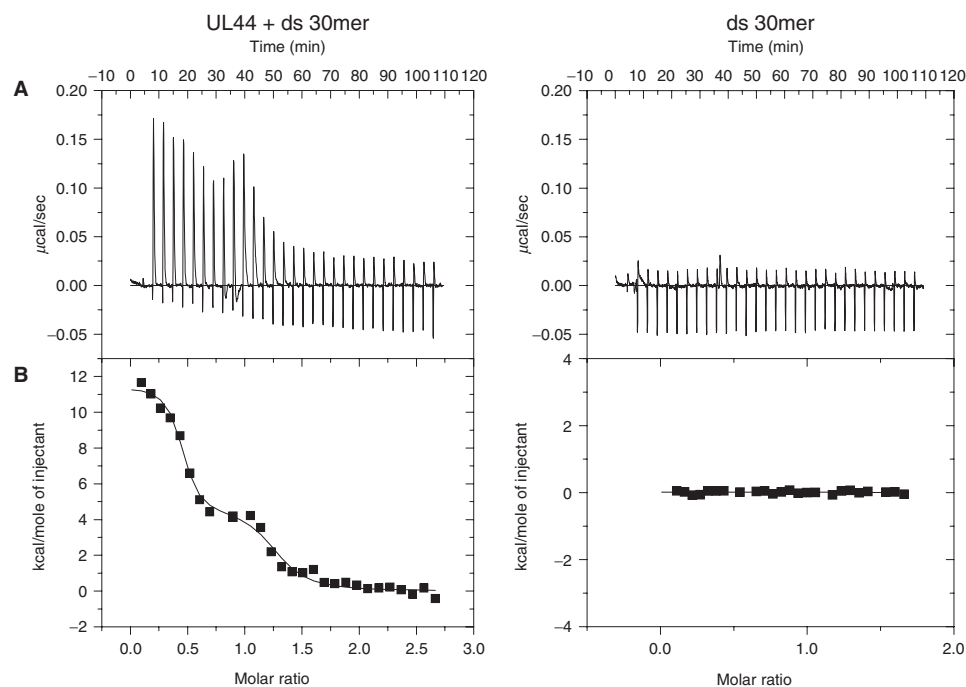 UL44 + ds 30mer
ds 30mer
Time (min)
Time (min)
−10 0 10 20 30 40 50 60 70 80 90 100 110 120
−10 0 10 20 30 40 50 60 70 80 90 100 110 120
A
0.20
0.15
0.10
0.05
0.00
−0.05
µcal/sec
0.20
0.15
0.10
0.05
0.00
−0.05
µcal/sec
B
12
10
8
6
4
2
0
−2
kcal/mole of injectant
4
2
0
−2
−4
kcal/mole of injectant
0.0 0.5 1.0 1.5 2.0 2.5 3.0
0.0 1.0 2.0
Molar ratio
Molar ratio